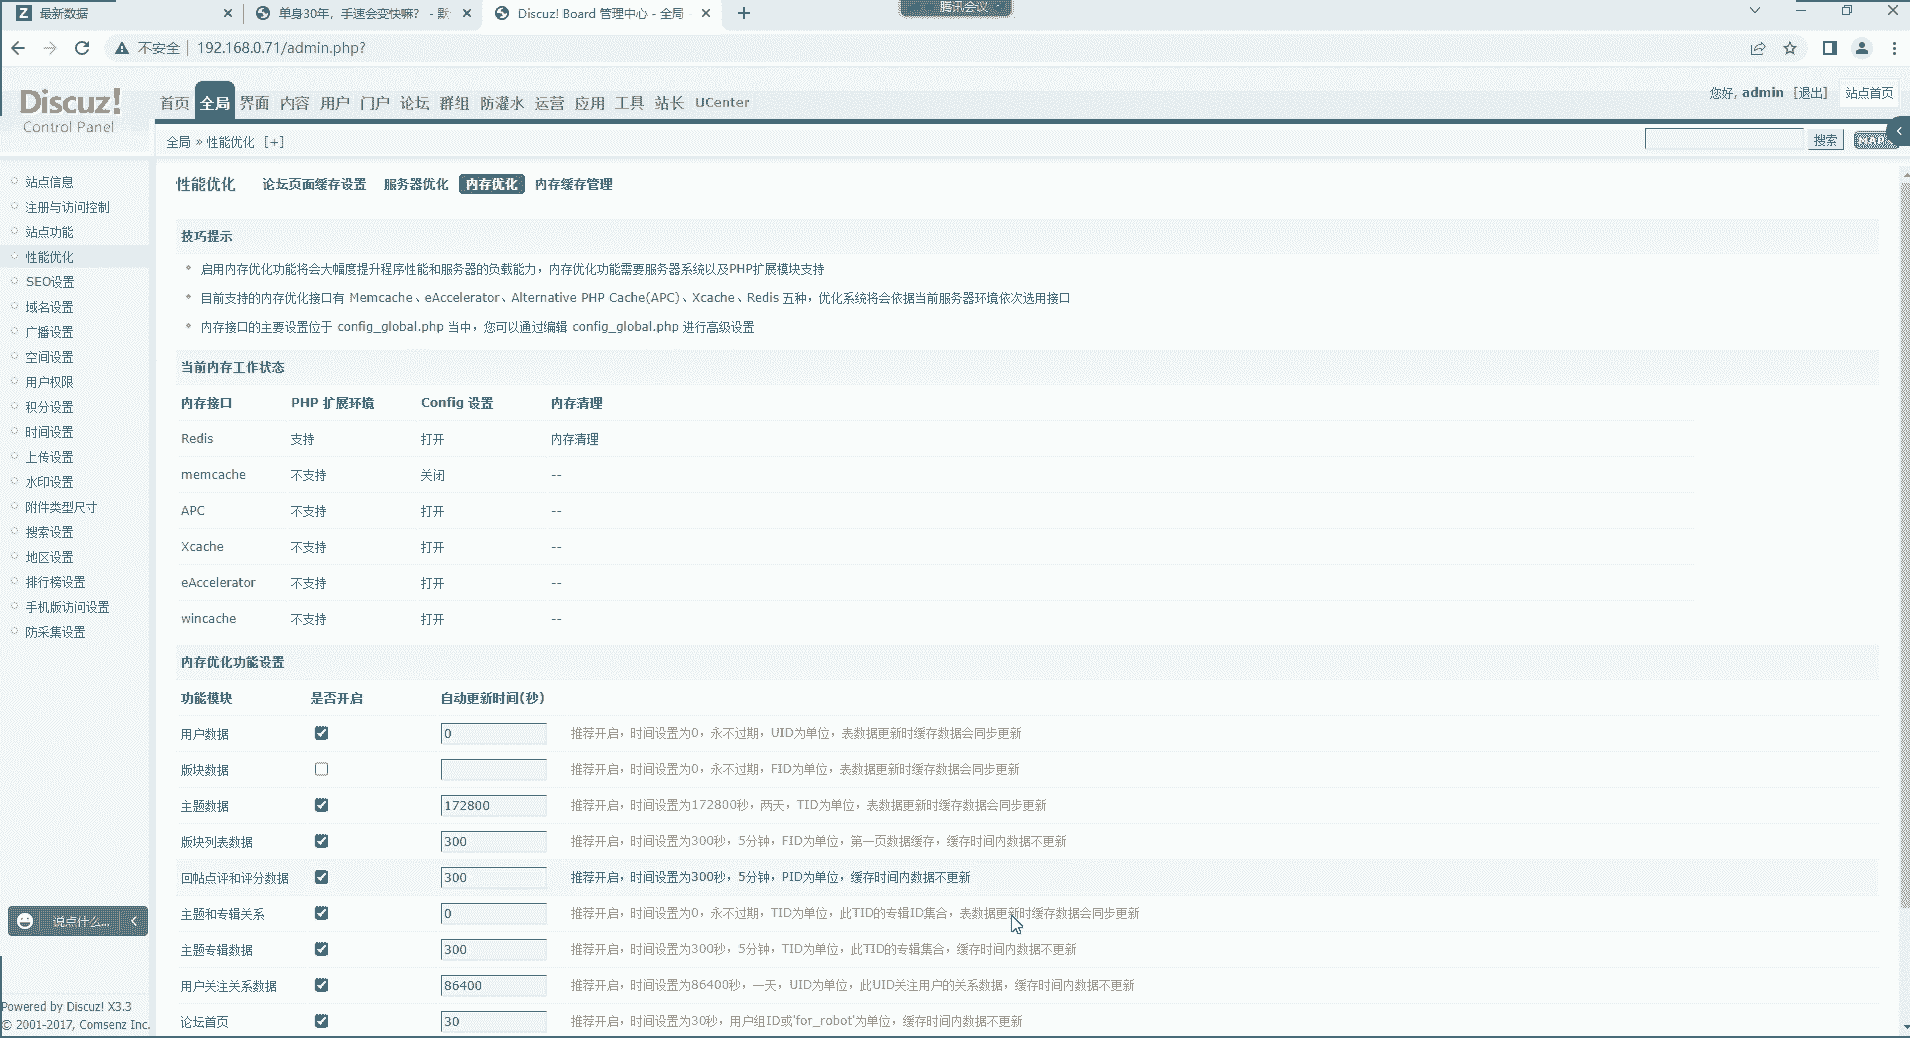 最新数据
单身30年，手速会变快嘛？ - 默
Discuz! Board 管理中心 - 全局
腾讯会议
不安全
192.168.0.71/admin.php?
Discuz!
Control Panel
首页 全局 界面 内容 用户 门户 论坛 群组 防灌水 运营 应用 工具 站长 UCenter
您好, admin [退出] 站点首页
全局 » 性能优化 [+]
搜索
MAP
站点信息
注册与访问控制
站点功能
性能优化
SEO设置
域名设置
广播设置
空间设置
用户权限
积分设置
时间设置
上传设置
水印设置
附件类型尺寸
搜索设置
地区设置
排行榜设置
手机版访问设置
防采集设置
说点什么...
Powered by Discuz! X3.3
© 2001-2017, Comsenz Inc.
性能优化 论坛页面缓存设置 服务器优化 内存优化 内存缓存管理
技巧提示
启用内存优化功能将会大幅度提升程序性能和服务器的负载能力，内存优化功能需要服务器系统以及PHP扩展模块支持
目前支持的内存优化接口有 Memcache、eAccelerator、Alternative PHP Cache(APC)、Xcache、Redis 五种，优化系统将会依据当前服务器环境依次选用接口
内存接口的主要设置位于 config_global.php 当中，您可以通过编辑 config_global.php 进行高级设置
当前内存工作状态
内存接口 PHP 扩展环境 Config 设置 内存清理
Redis 支持 打开 内存清理
memcache 不支持 关闭 --
APC 不支持 打开 --
Xcache 不支持 打开 --
eAccelerator 不支持 打开 --
wincache 不支持 打开 --
内存优化功能设置
功能模块 是否开启 自动更新时间(秒)
用户数据 0 推荐开启，时间设置为0，永不过期，UID为单位，表数据更新时缓存数据会同步更新
版块数据 推荐开启，时间设置为0，永不过期，FID为单位，表数据更新时缓存数据会同步更新
主题数据 172800 推荐开启，时间设置为172800秒，两天，TID为单位，表数据更新时缓存数据会同步更新
版块列表数据 300 推荐开启，时间设置为300秒，5分钟，FID为单位，第一页数据缓存，缓存时间内数据不更新
回帖点评和评分数据 300 推荐开启，时间设置为300秒，5分钟，PID为单位，缓存时间内数据不更新
主题和专辑关系 0 推荐开启，时间设置为0，永不过期，TID为单位，此TID的专辑ID集合，表数据更新时缓存数据会同步更新
主题专辑数据 300 推荐开启，时间设置为300秒，5分钟，TID为单位，此TID的专辑集合，缓存时间内数据不更新
用户关注关系数据 86400 推荐开启，时间设置为86400秒，一天，UID为单位，此UID关注用户的关系数据，缓存时间内数据不更新
论坛首页 30 推荐开启，时间设置为30秒，用户组ID或'for_robot'为单位，缓存时间内数据不更新